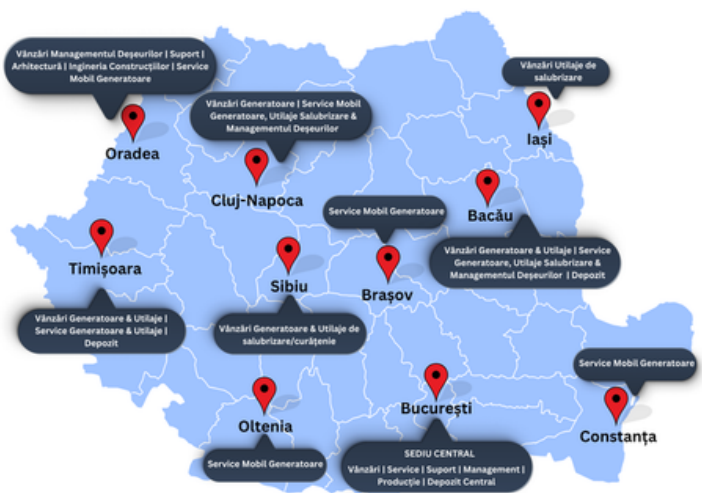 Vânzări Managementul Deșeurilor | Suport |
Arhitectură | Ingineria Construcțiilor | Service
Mobil Generatoare
Oradea
Vânzări Generatoare | Service Mobil
Generatoare, Utilaje Salubrizare &
Managementul Deșeurilor
Cluj-Napoca
Vânzări Utilaje de
salubrizare
Iași
Bacău
Vânzări Generatoare & Utilaje | Service
Generatoare, Utilaje Salubrizare &
Managementul Deșeurilor | Depozit
Service Mobil Generatoare
Brașov
Timișoara
Vânzări Generatoare & Utilaje |
Service Generatoare & Utilaje |
Depozit
Sibiu
Vânzări Generatoare & Utilaje de
salubrizare/curățenie
Oltenia
Service Mobil Generatoare
București
SEDIU CENTRAL
Vânzări | Service | Suport | Management |
Producție | Depozit Central
Service Mobil Generatoare
Constanța